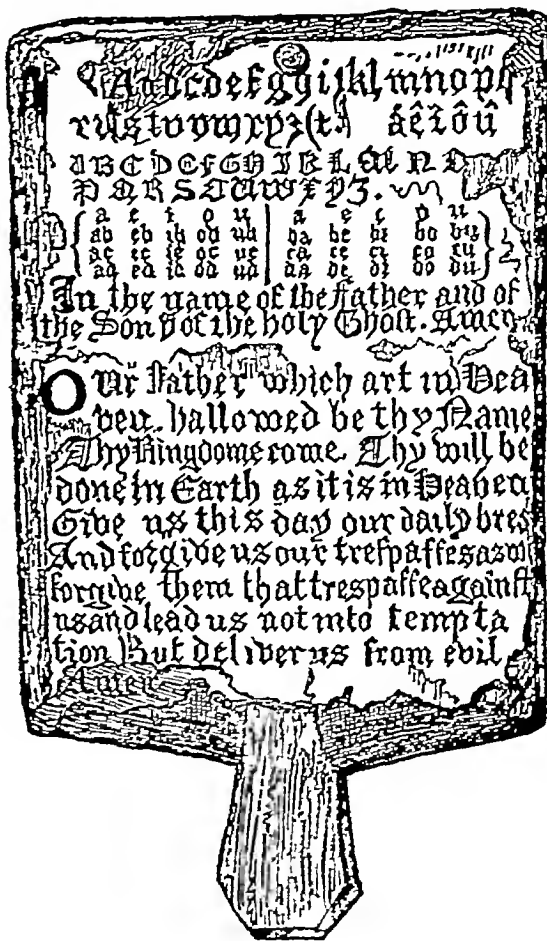 Aabcdefghijklmnopqr
rsstuvvwxyz(t.) áêîôû
ABCDEFGHIKLMNO
PQRSTUWXYZ.
a e i o u a e i o u
ab eb ib ob ub ba be bi bo bu
ac ec ic oc uc ca ce ci co cu
ad ed id od ud da de di do du
In the name of the Father and of
the Son & of the holy Ghost. Amen.
Our Father which art in Hea
ven. hallowed be thy Name
Thy Kingdome come. Thy will be
done in Earth as it is in Heaven
Give us this day our daily bred
And forgive us our treſpaſſes as we
forgive them that trespaſſe againſt
us and lead us not into tempta
tion But deliver us from evil
Amen